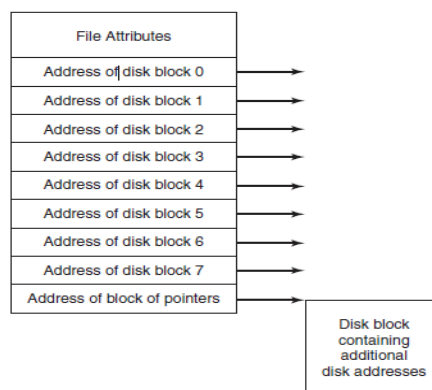 File Attributes
Address of disk block 0
Address of disk block 1
Address of disk block 2
Address of disk block 3
Address of disk block 4
Address of disk block 5
Address of disk block 6
Address of disk block 7
Address of block of pointers
Disk block
containing
additional
disk addresses